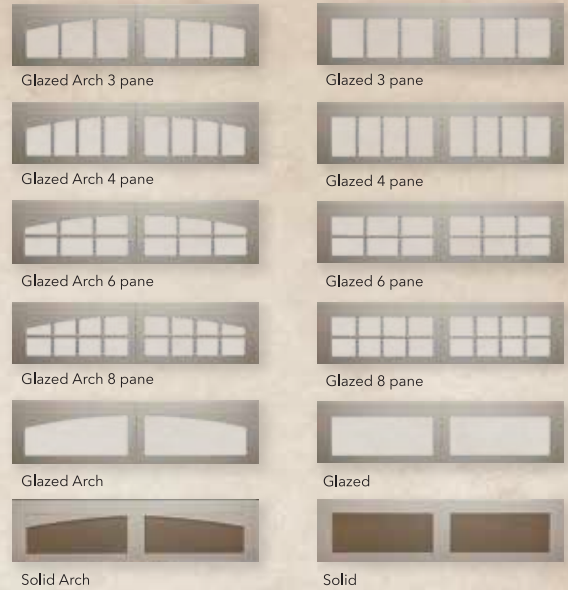 Glazed Arch 3 pane
Glazed 3 pane
Glazed Arch 4 pane
Glazed 4 pane
Glazed Arch 6 pane
Glazed 6 pane
Glazed Arch 8 pane
Glazed 8 pane
Glazed Arch
Glazed
Solid Arch
Solid